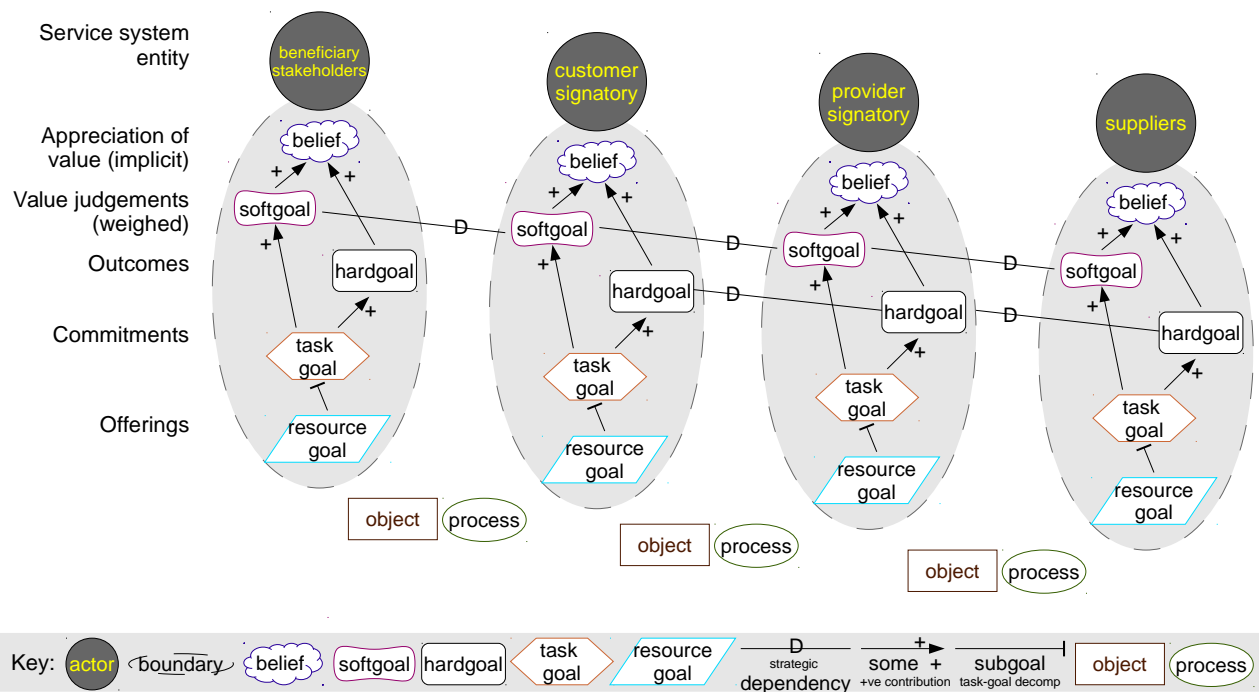 Service system
entity
Appreciation of
value (implicit)
Value judgements
(weighed)
Outcomes
Commitments
Offerings
beneficiary
stakeholders
belief
+
+
softgoal
+
hardgoal
+
task
goal
resource
goal
D
customer
signatory
belief
+
+
softgoal
+
hardgoal
+
task
goal
resource
goal
D
D
provider
signatory
belief
+
+
softgoal
+
hardgoal
+
task
goal
resource
goal
D
D
suppliers
belief
+
+
softgoal
+
hardgoal
+
task
goal
resource
goal
object
process
object
process
object
process
Key:
actor
boundary
belief
softgoal
hardgoal
task
goal
resource
goal
D
strategic
dependency
+
some +
+ve contribution
subgoal
task-goal decomp
object
process